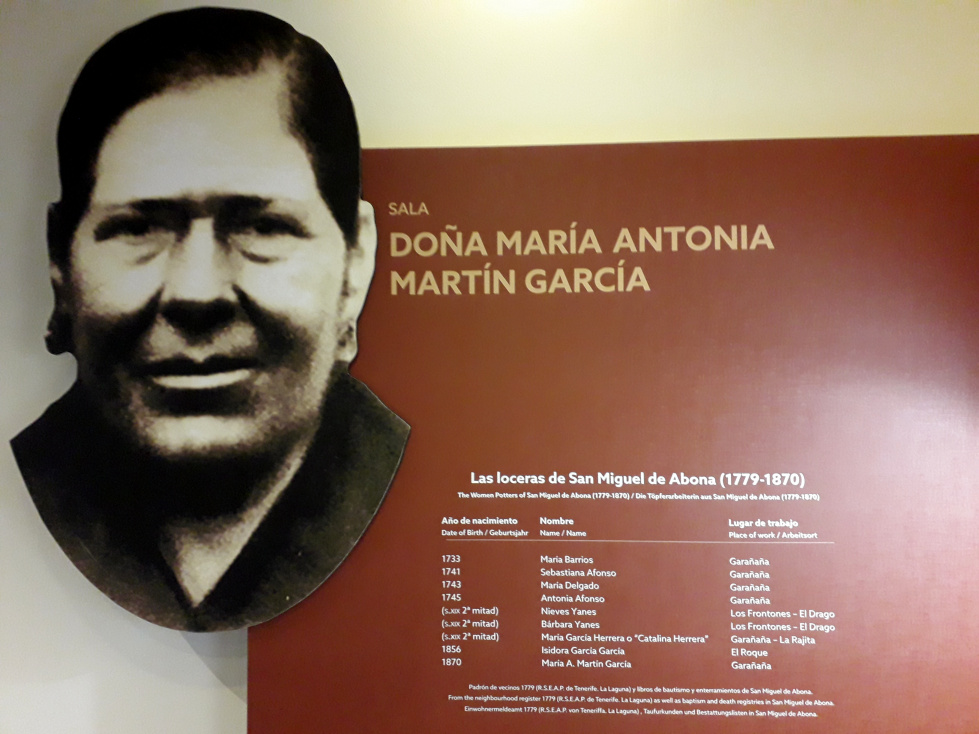 SALA
DOÑA MARÍA ANTONIA
MARTÍN GARCÍA
Las loceras de San Miguel de Abona (1779-1870)
The Women Potters of San Miguel de Abona (1779-1870) / Die Töpferarbeiterin aus San Miguel de Abona (1779-1870)
Año de nacimiento Nombre Lugar de trabajo
Date of Birth / Geburtsjahr Name / Name Place of work / Arbeitsort
1733 María Barrios Garañaña
1741 Sebastiana Afonso Garañaña
1743 María Delgado Garañaña
1745 Antonia Afonso Garañaña
(s.XIX 2ª mitad) Nieves Yanes Los Frontones – El Drago
(s.XIX 2ª mitad) Bárbara Yanes Los Frontones – El Drago
(s.XIX 2ª mitad) María García Herrera o "Catalina Herrera" Garañaña – La Rajita
1856 Isidora García García El Roque
1870 María A. Martín García Garañaña
Padrón de vecinos 1779 (R.S.E.A.P. de Tenerife. La Laguna) y libros de bautismo y enterramientos de San Miguel de Abona.
From the neighbourhood register 1779 (R.S.E.A.P. de Tenerife. La Laguna) as well as baptism and death registries in San Miguel de Abona.
Einwohnermeldeamt 1779 (R.S.E.A.P. von Teneriffa. La Laguna) , Taufurkunden und Bestattungslisten in San Miguel de Abona.